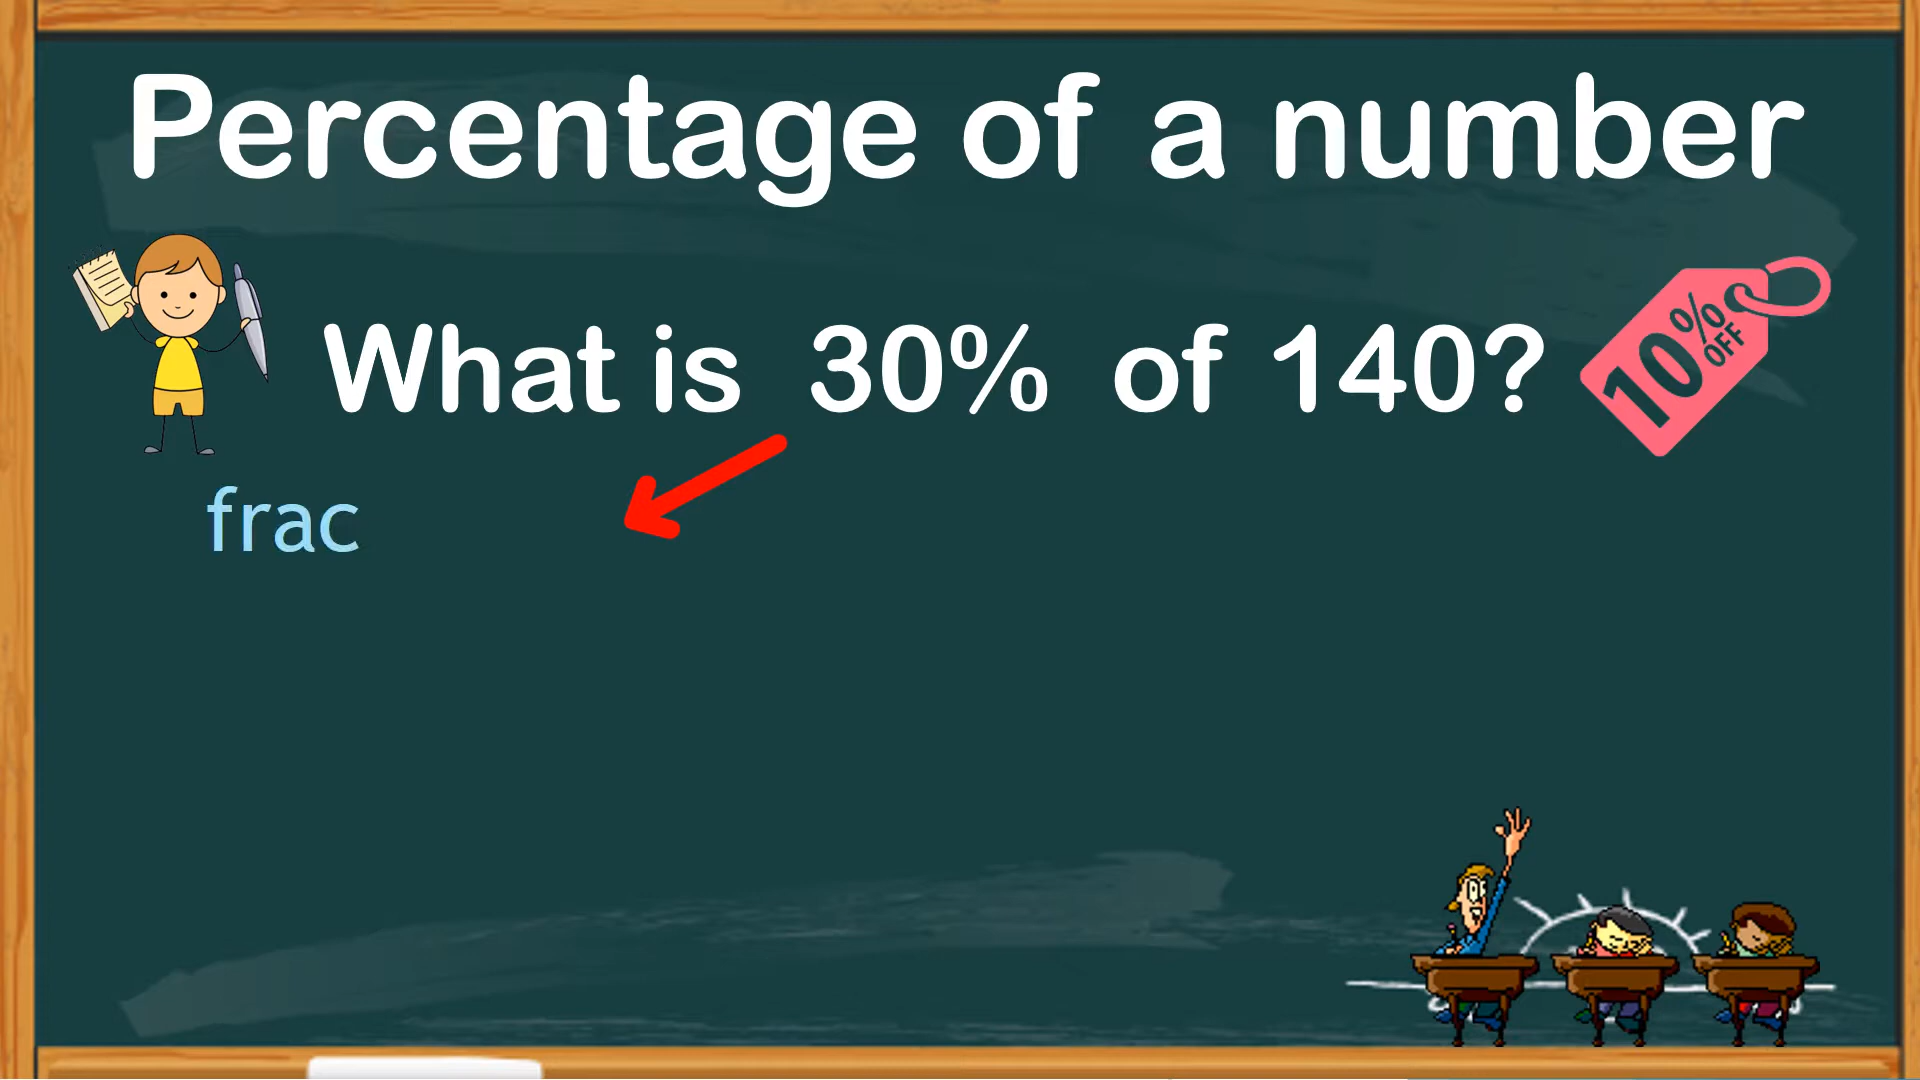 Percentage of a number
What is 30% of 140?
10% OFF
frac